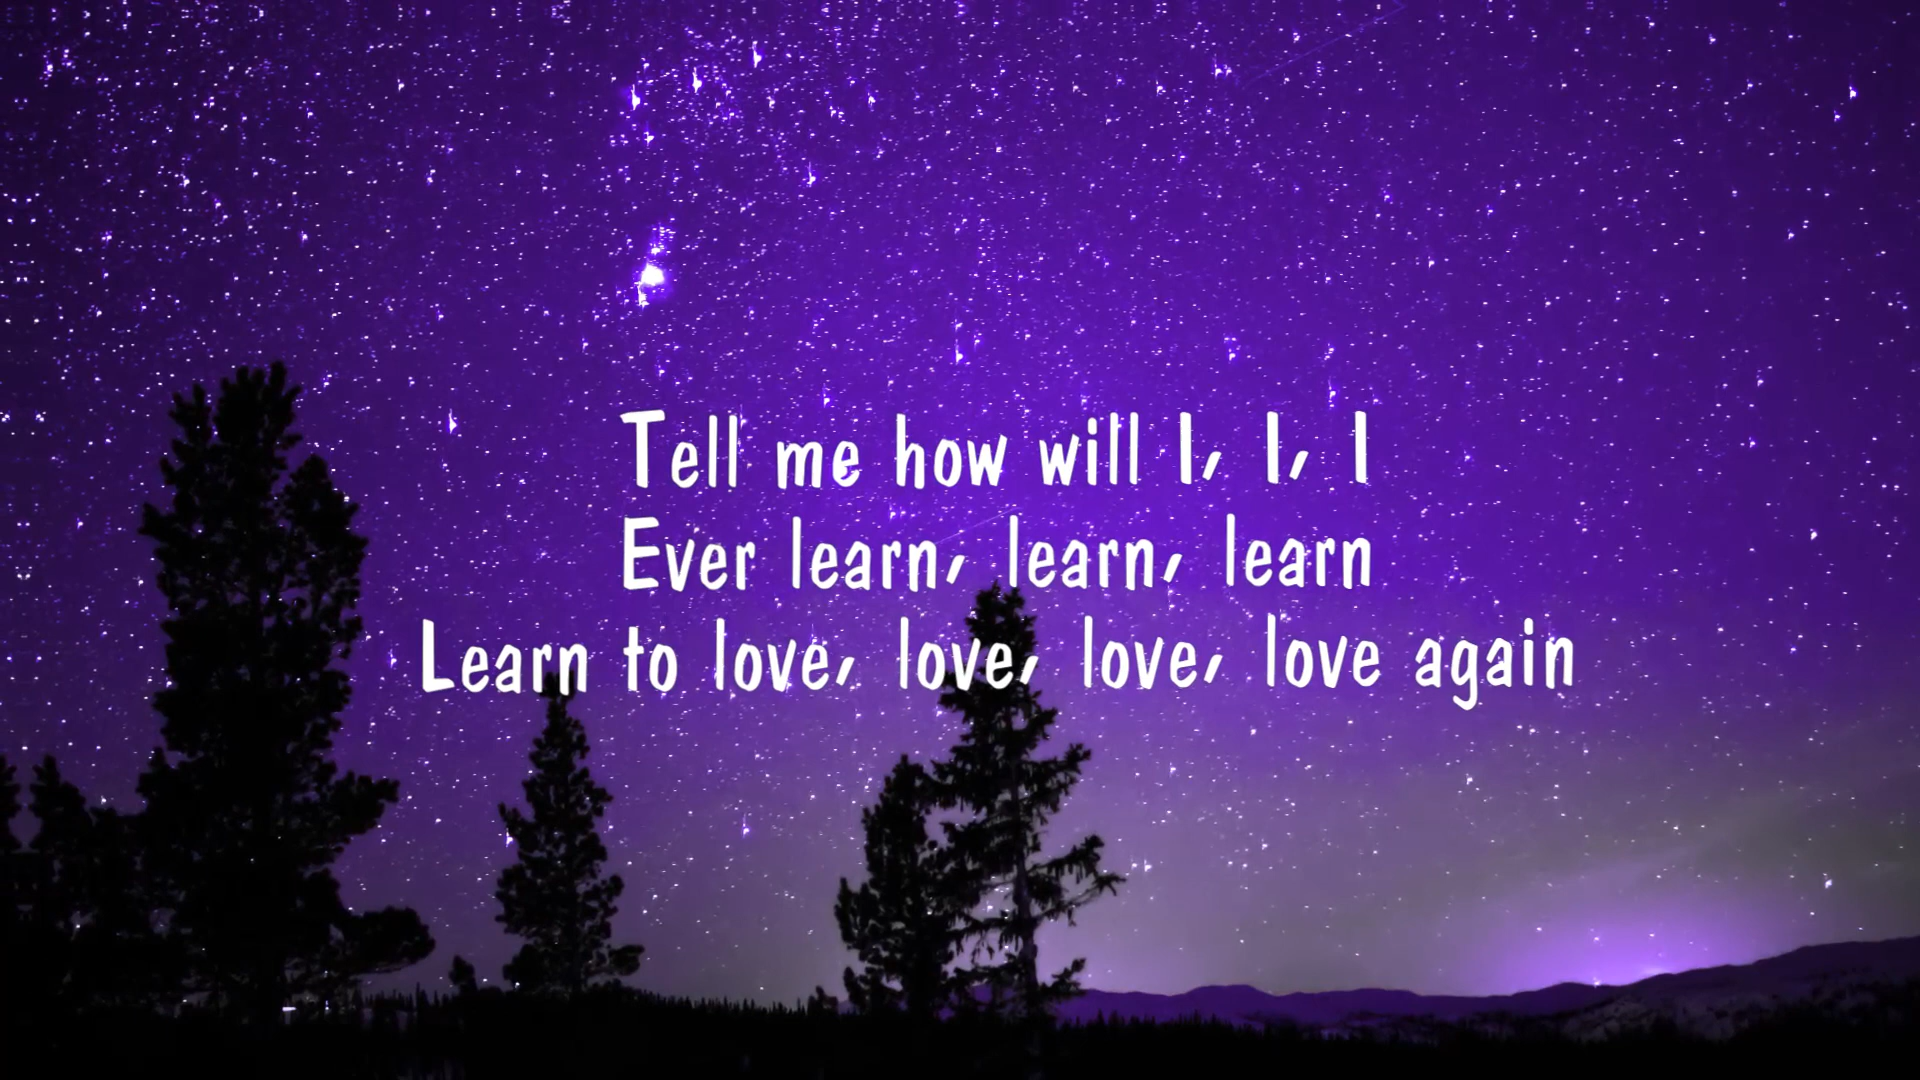 Tell me how will I, I, I
Ever learn, learn, learn
Learn to love, love, love, love again